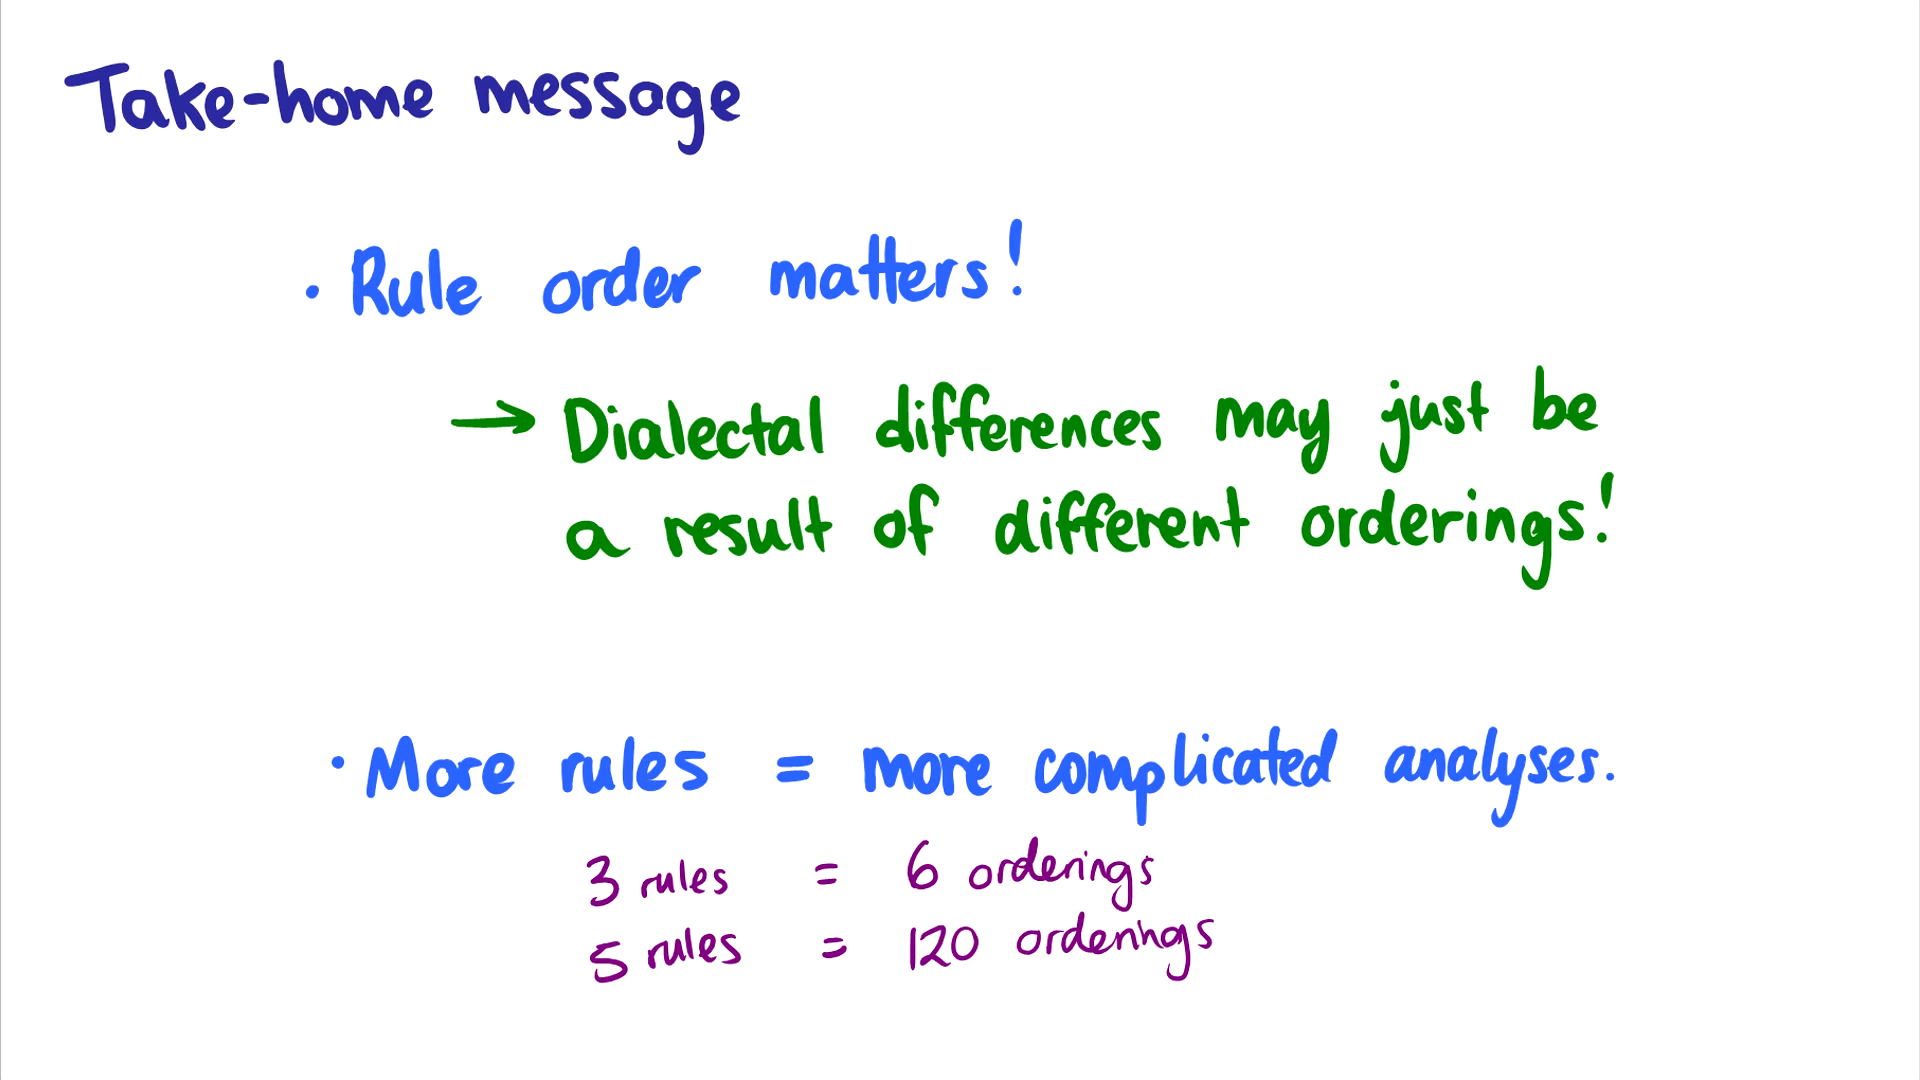 Take-home message
· Rule order matters!
→ Dialectal differences may just be
a result of different orderings!
· More rules = more complicated analyses.
3 rules = 6 orderings
5 rules = 120 orderings